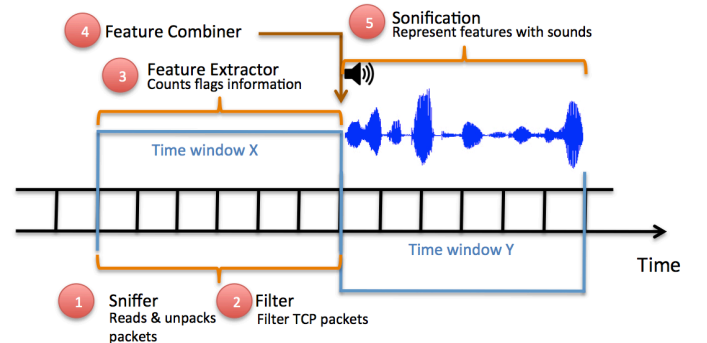 4 Feature Combiner
5 Sonification
Represent features with sounds
3 Feature Extractor
Counts flags information
Time window X
Time window Y
Time
1 Sniffer
Reads & unpacks
packets
2 Filter
Filter TCP packets